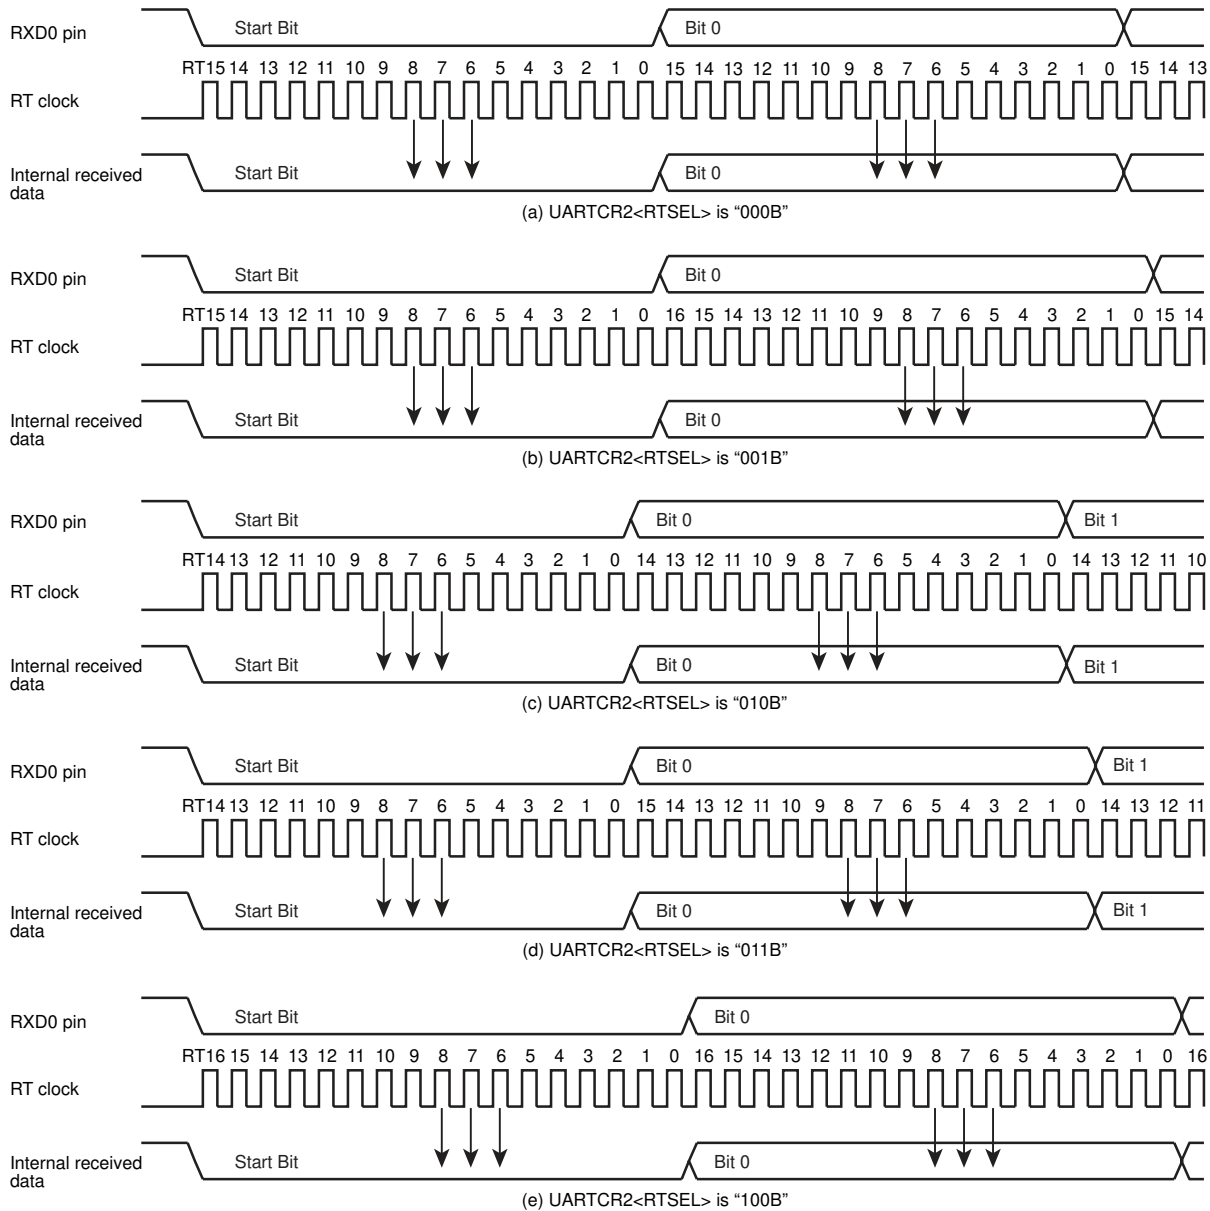 RXD0 pin Start Bit Bit 0
RT15 14 13 12 11 10 9 8 7 6 5 4 3 2 1 0 15 14 13 12 11 10 9 8 7 6 5 4 3 2 1 0 15 14 13
RT clock
Internal received data Start Bit Bit 0
(a) UARTCR2<RTSEL> is “000B”
RXD0 pin Start Bit Bit 0
RT15 14 13 12 11 10 9 8 7 6 5 4 3 2 1 0 16 15 14 13 12 11 10 9 8 7 6 5 4 3 2 1 0 15 14
RT clock
Internal received data Start Bit Bit 0
(b) UARTCR2<RTSEL> is “001B”
RXD0 pin Start Bit Bit 0 Bit 1
RT14 13 12 11 10 9 8 7 6 5 4 3 2 1 0 14 13 12 11 10 9 8 7 6 5 4 3 2 1 0 14 13 12 11 10
RT clock
Internal received data Start Bit Bit 0 Bit 1
(c) UARTCR2<RTSEL> is “010B”
RXD0 pin Start Bit Bit 0 Bit 1
RT14 13 12 11 10 9 8 7 6 5 4 3 2 1 0 15 14 13 12 11 10 9 8 7 6 5 4 3 2 1 0 14 13 12 11
RT clock
Internal received data Start Bit Bit 0 Bit 1
(d) UARTCR2<RTSEL> is “011B”
RXD0 pin Start Bit Bit 0
RT16 15 14 13 12 11 10 9 8 7 6 5 4 3 2 1 0 16 15 14 13 12 11 10 9 8 7 6 5 4 3 2 1 0 16
RT clock
Internal received data Start Bit Bit 0
(e) UARTCR2<RTSEL> is “100B”